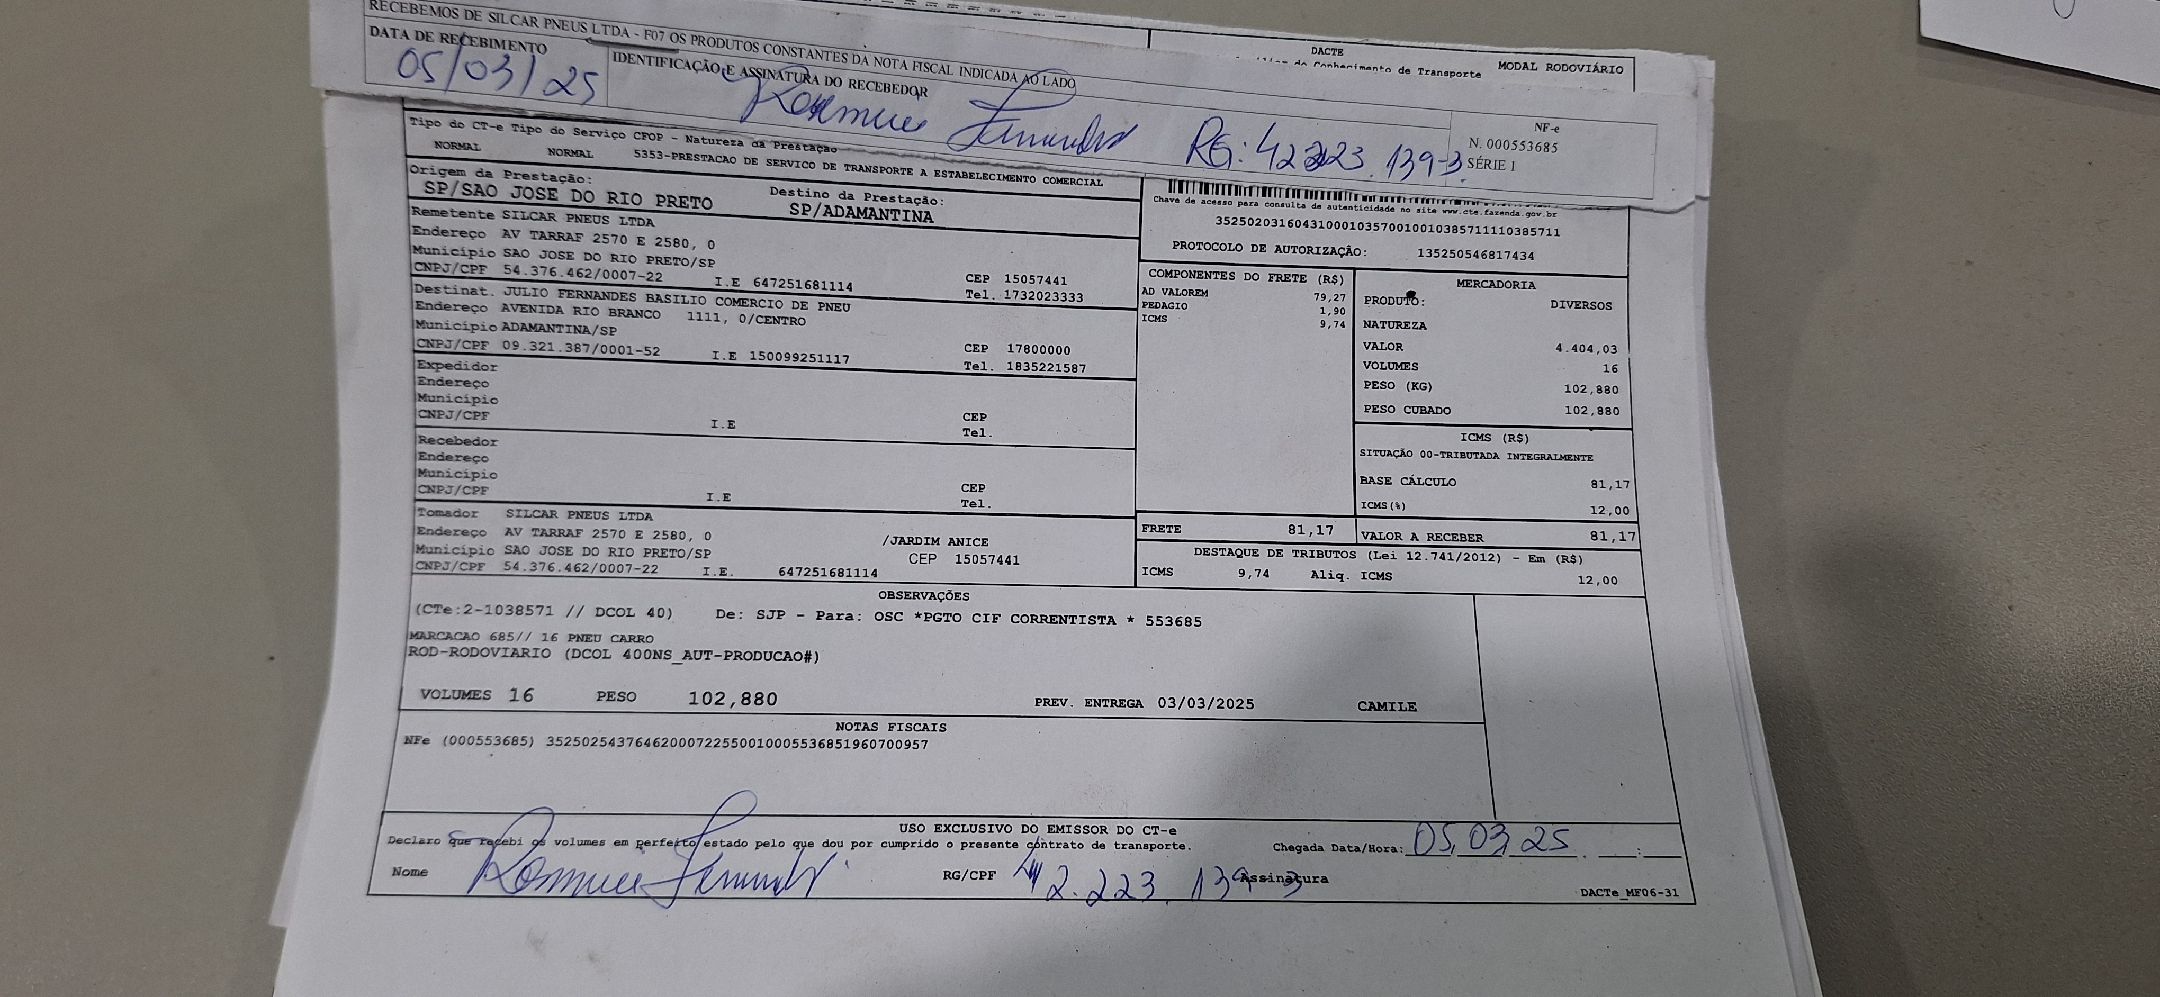 RECEBEMOS DE SILCAR PNEUS LTDA - F07 OS PRODUTOS CONSTANTES DA NOTA FISCAL INDICADA AO LADO
DATA DE RECEBIMENTO
05/03/25
IDENTIFICAÇÃO E ASSINATURA DO RECEBEDOR
RG: 42.223.139-3
NF-e
N. 000553685
SÉRIE 1
DACTE
de Conhecimento de Transporte
MODAL RODOVIÁRIO
Tipo do CT-e Tipo do Serviço CFOP - Natureza da Prestação
NORMAL NORMAL 5353-PRESTACAO DE SERVICO DE TRANSPORTE A ESTABELECIMENTO COMERCIAL
Origem da Prestação:
SP/SAO JOSE DO RIO PRETO
Destino da Prestação:
SP/ADAMANTINA
Chave de acesso para consulta de autenticidade no site www.cte.fazenda.gov.br
35250203160431000103570010010385711110385711
PROTOCOLO DE AUTORIZAÇÃO: 135250546817434
Remetente SILCAR PNEUS LTDA
Endereço AV TARRAF 2570 E 2580, 0
Município SAO JOSE DO RIO PRETO/SP
CNPJ/CPF 54.376.462/0007-22 I.E 647251681114
CEP 15057441
Tel. 1732023333
Destinat. JULIO FERNANDES BASILIO COMERCIO DE PNEU
Endereço AVENIDA RIO BRANCO 1111, 0/CENTRO
Município ADAMANTINA/SP
CNPJ/CPF 09.321.387/0001-52 I.E 150099251117
CEP 17800000
Tel. 1835221587
Expedidor
Endereço
Município
CNPJ/CPF I.E
CEP
Tel.
Recebedor
Endereço
Município
CNPJ/CPF I.E
CEP
Tel.
Tomador SILCAR PNEUS LTDA
Endereço AV TARRAF 2570 E 2580, 0 /JARDIM ANICE
Município SAO JOSE DO RIO PRETO/SP CEP 15057441
CNPJ/CPF 54.376.462/0007-22 I.E. 647251681114
COMPONENTES DO FRETE (R$)
AD VALOREM 79,27
PEDAGIO 1,90
ICMS 9,74
FRETE 81,17
MERCADORIA
PRODUTO: DIVERSOS
NATUREZA
VALOR 4.404,03
VOLUMES 16
PESO (KG) 102,880
PESO CUBADO 102,880
ICMS (R$)
SITUAÇÃO 00-TRIBUTADA INTEGRALMENTE
BASE CÁLCULO 81,17
ICMS(%) 12,00
VALOR A RECEBER 81,17
DESTAQUE DE TRIBUTOS (Lei 12.741/2012) - Em (R$)
ICMS 9,74 Aliq. ICMS 12,00
OBSERVAÇÕES
(CTe:2-1038571 // DCOL 40) De: SJP - Para: OSC *PGTO CIF CORRENTISTA * 553685
MARCACAO 685// 16 PNEU CARRO
ROD-RODOVIARIO (DCOL 400NS_AUT-PRODUCAO#)
VOLUMES 16 PESO 102,880 PREV. ENTREGA 03/03/2025 CAMILE
NOTAS FISCAIS
NFe (000553685) 35250254376462000722550010005536851960700957
USO EXCLUSIVO DO EMISSOR DO CT-e
Declaro que recebi os volumes em perfeito estado pelo que dou por cumprido o presente contrato de transporte.
Chegada Data/Hora: 05 03 25 :
Nome
RG/CPF 42.223.139-3
Assinatura
DACTe_MF06-31